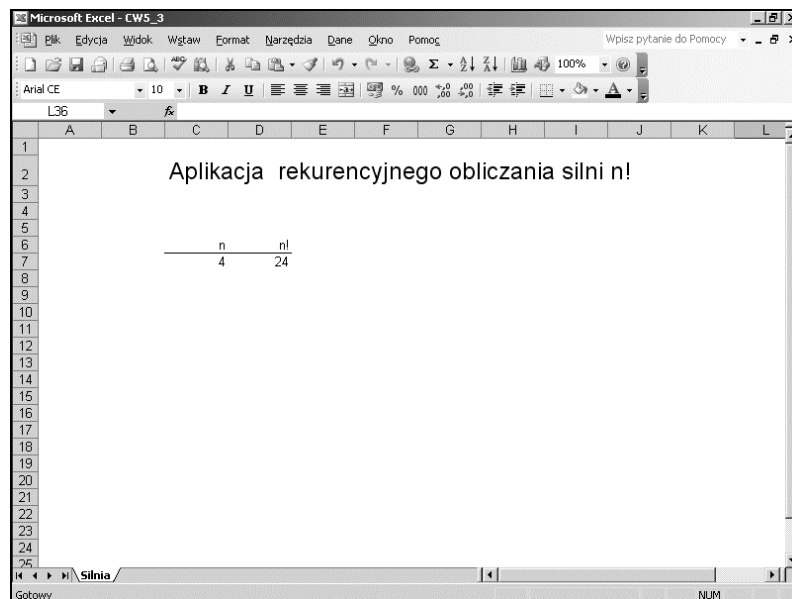 Microsoft Excel - CW5_3
Plik Edycja Widok Wstaw Format Narzędzia Dane Okno Pomoc Wpisz pytanie do Pomocy
100%
Arial CE 10 B I U % 000 A
L36 fx
A B C D E F G H I J K L
1
2 Aplikacja rekurencyjnego obliczania silni n!
3
4
5
6 n n!
7 4 24
8
9
10
11
12
13
14
15
16
17
18
19
20
21
22
23
24
25
Silnia
Gotowy NUM